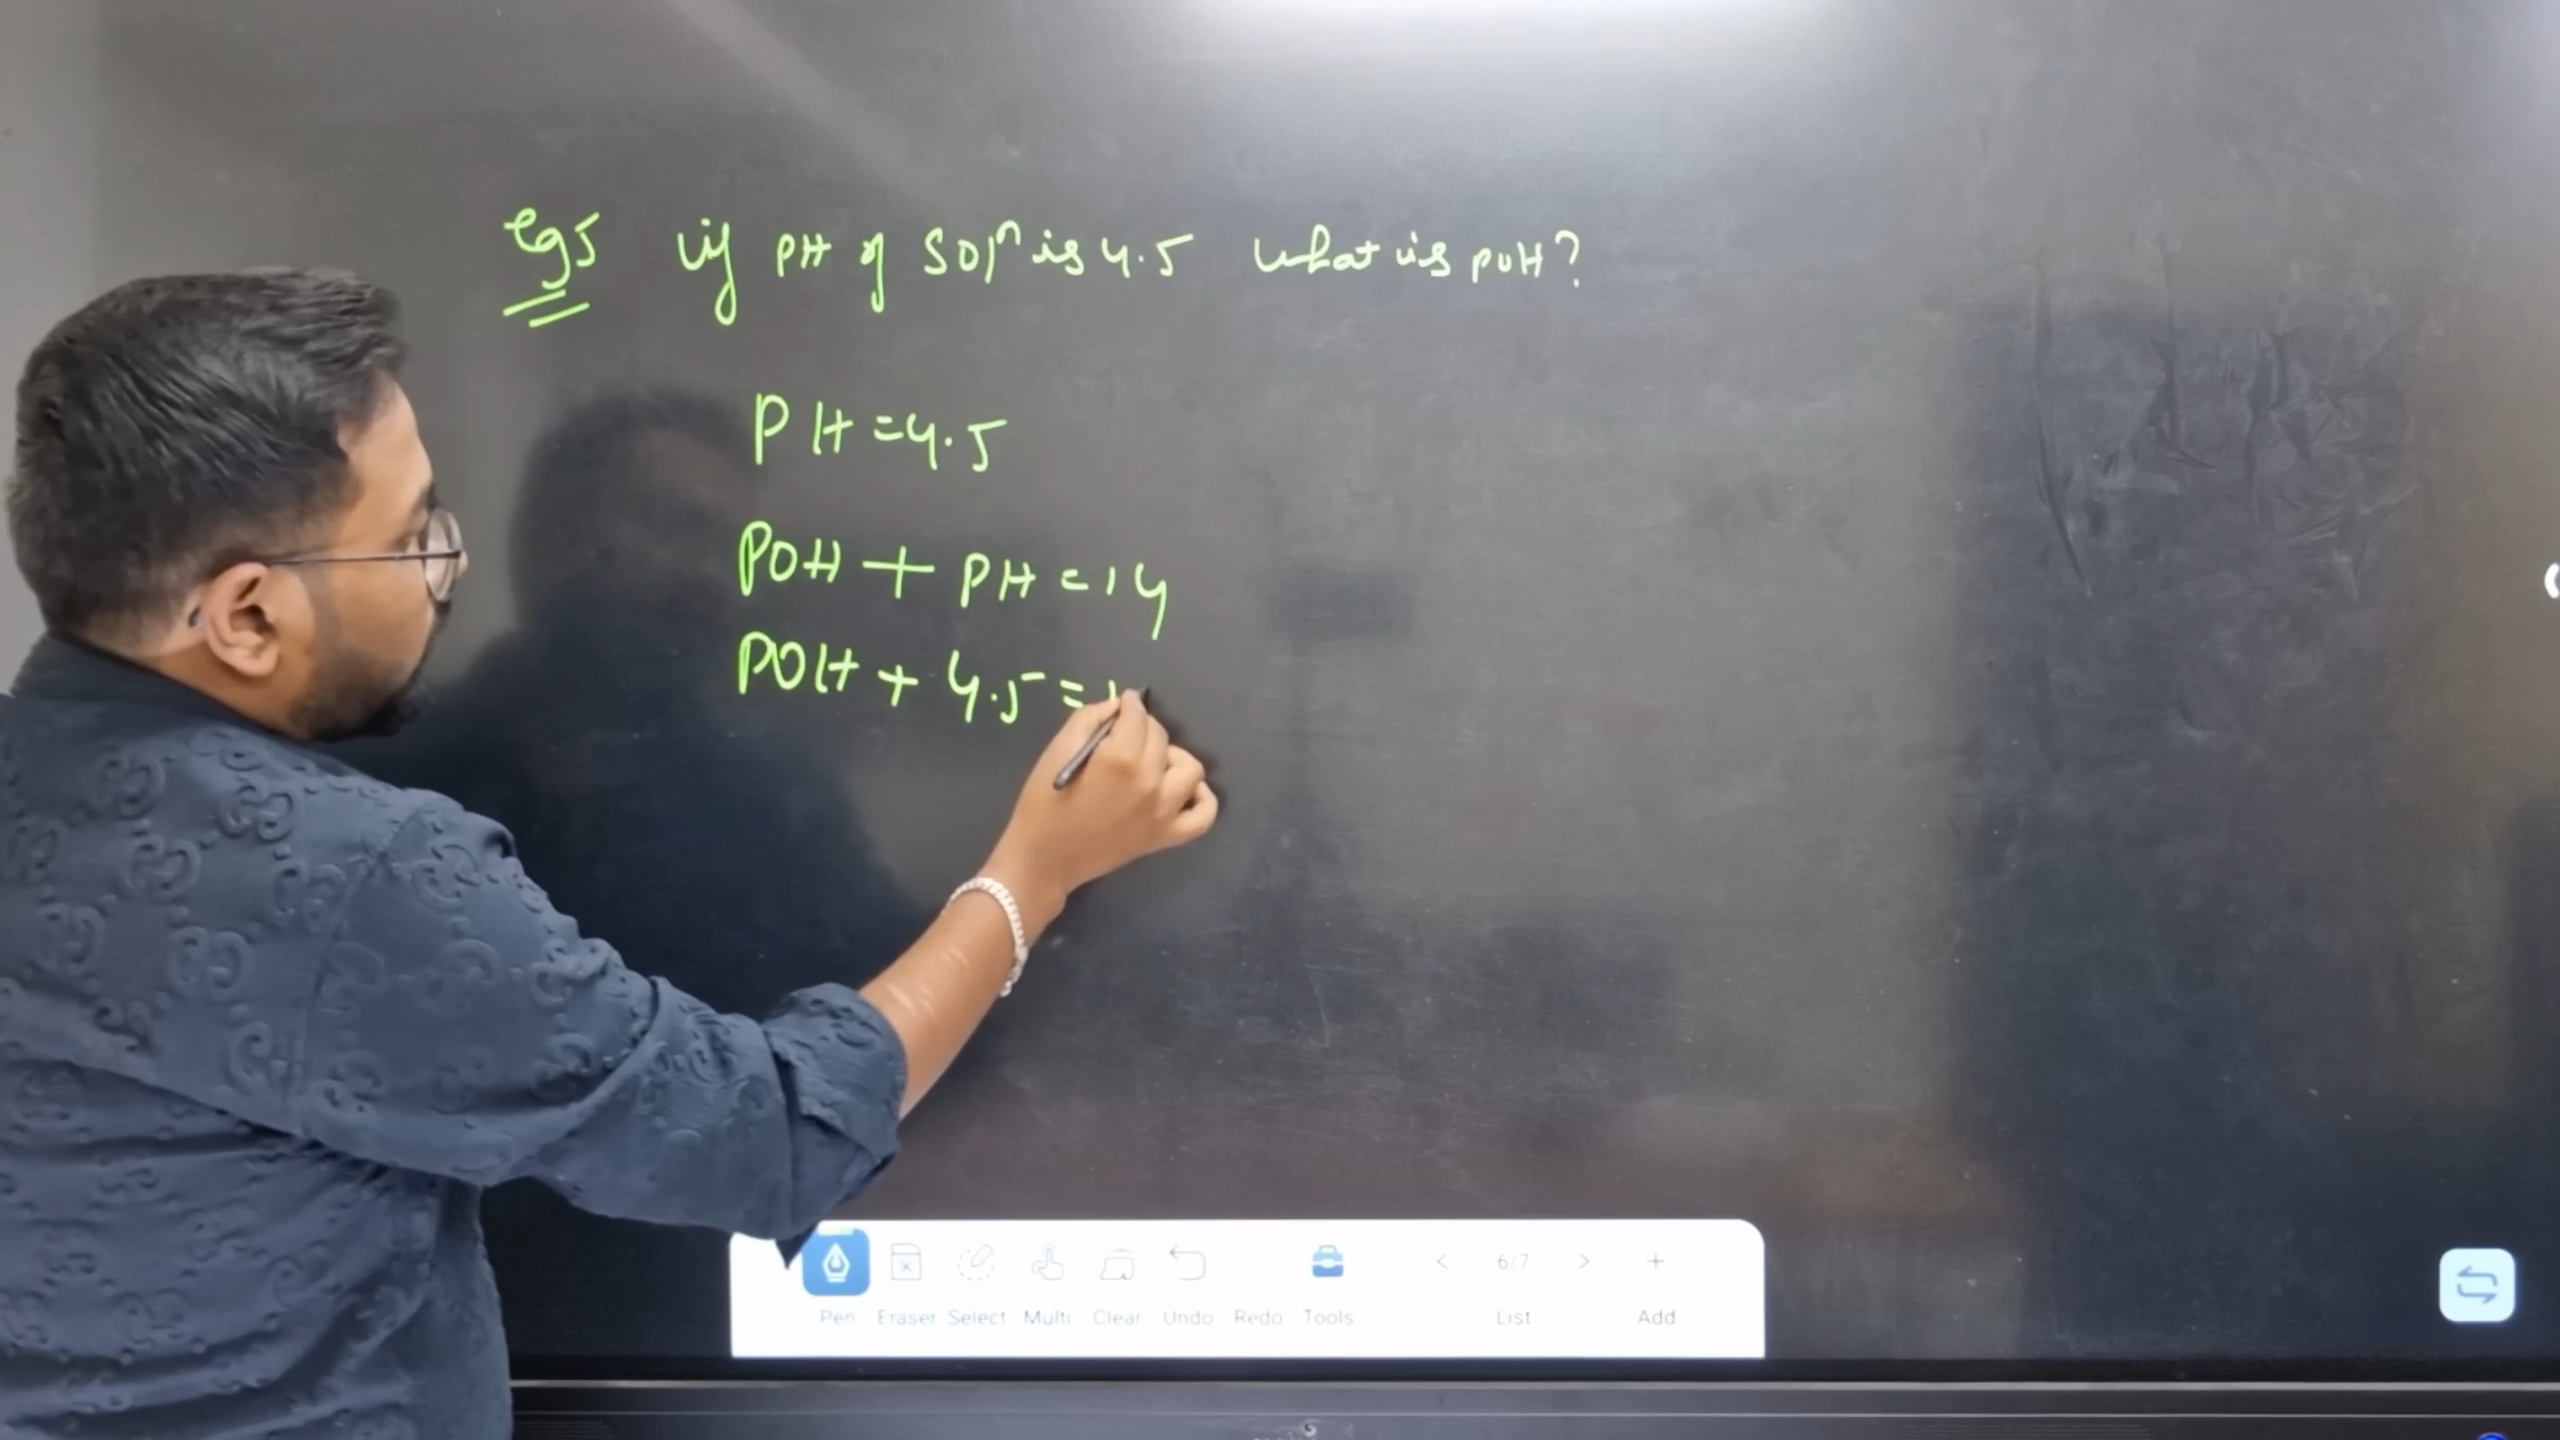 eg5 if PH of Solⁿ is 4.5 what is POH?
PH = 4.5
POH + PH = 14
POH + 4.5 = 1
6/7
Pen Eraser Select Multi Clear Undo Redo Tools List Add